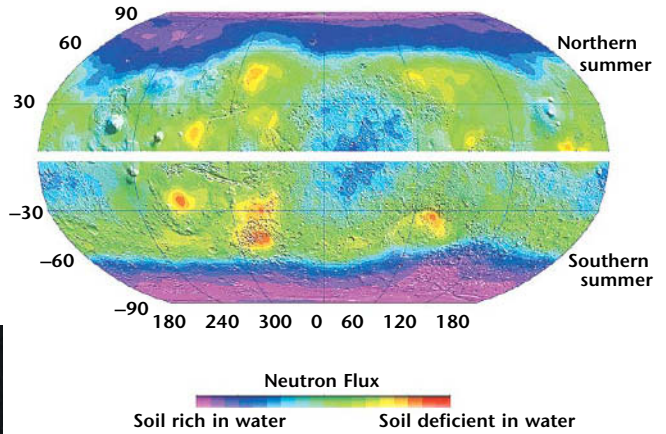 90
60
Northern
summer
30
0
−30
−60
Southern
summer
−90
180 240 300 0 60 120 180
Neutron Flux
Soil rich in water Soil deficient in water